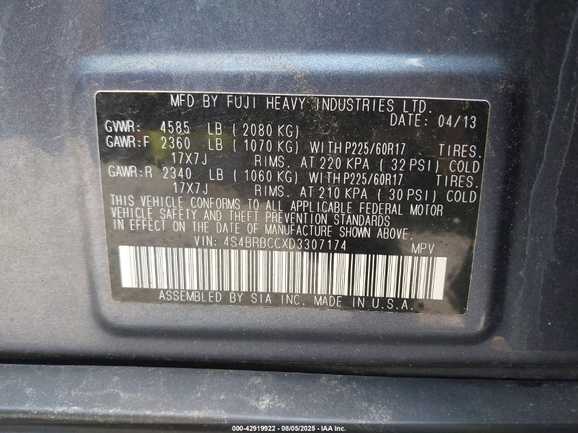 MFD BY FUJI HEAVY INDUSTRIES LTD.
DATE: 04/13
GVWR: 4585 LB (2080 KG)
GAWR:F 2360 LB (1070 KG) WITH P225/60R17 TIRES.
17X7J RIMS. AT 220 KPA (32 PSI) COLD
GAWR:R 2340 LB (1060 KG) WITH P225/60R17 TIRES.
17X7J RIMS. AT 210 KPA (30 PSI) COLD
THIS VEHICLE CONFORMS TO ALL APPLICABLE FEDERAL MOTOR
VEHICLE SAFETY AND THEFT PREVENTION STANDARDS
IN EFFECT ON THE DATE OF MANUFACTURE SHOWN ABOVE.
VIN: 4S4BRBCCXD3307174 MPV
ASSEMBLED BY SIA INC. MADE IN U.S.A.
000-42919922 - 08/05/2025 - IAA Inc.